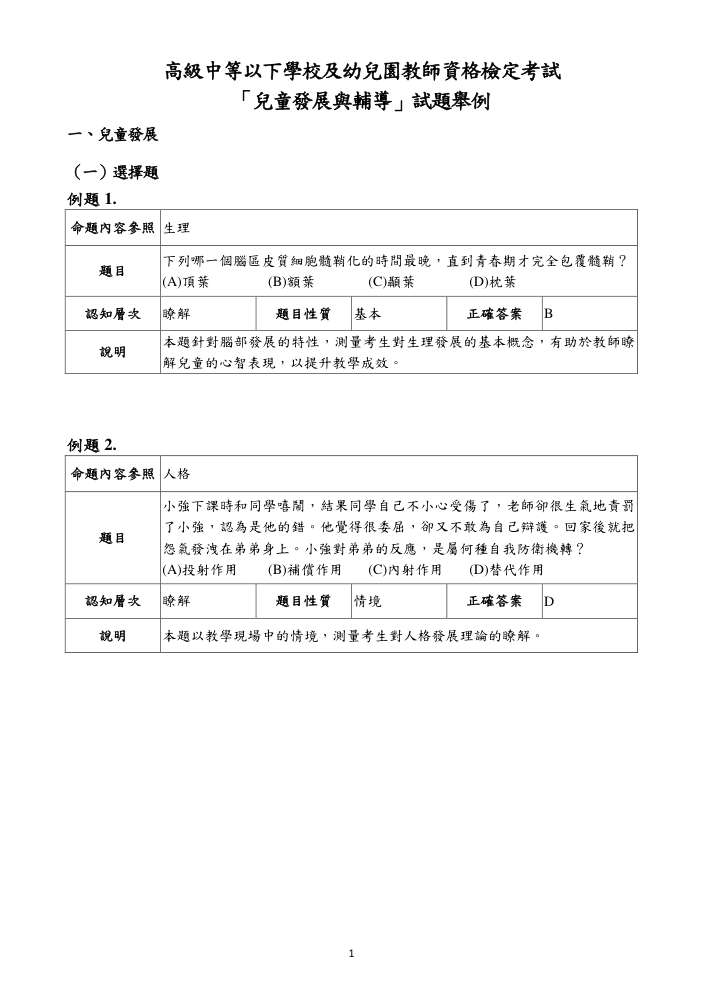 高級中等以下學校及幼兒園教師資格檢定考試
「兒童發展與輔導」試題舉例
一、兒童發展
（一）選擇題
例題 1.
命題內容參照 生理
題目
下列哪一個腦區皮質細胞髓鞘化的時間最晚，直到青春期才完全包覆髓鞘？
(A)頂葉 (B)額葉 (C)顳葉 (D)枕葉
認知層次 瞭解 題目性質 基本 正確答案 B
說明
本題針對腦部發展的特性，測量考生對生理發展的基本概念，有助於教師瞭
解兒童的心智表現，以提升教學成效。
例題 2.
命題內容參照 人格
題目
小強下課時和同學嘻鬧，結果同學自己不小心受傷了，老師卻很生氣地責罰
了小強，認為是他的錯。他覺得很委屈，卻又不敢為自己辯護。回家後就把
怨氣發洩在弟弟身上。小強對弟弟的反應，是屬何種自我防衛機轉？
(A)投射作用 (B)補償作用 (C)內射作用 (D)替代作用
認知層次 瞭解 題目性質 情境 正確答案 D
說明 本題以教學現場中的情境，測量考生對人格發展理論的瞭解。
1